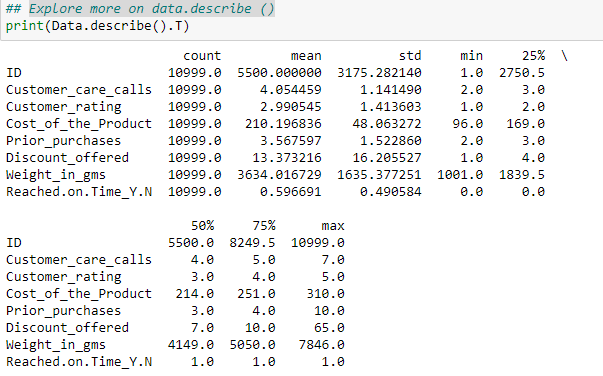 ## Explore more on data.describe ()
print(Data.describe().T)
count mean std min 25% \
ID 10999.0 5500.000000 3175.282140 1.0 2750.5
Customer_care_calls 10999.0 4.054459 1.141490 2.0 3.0
Customer_rating 10999.0 2.990545 1.413603 1.0 2.0
Cost_of_the_Product 10999.0 210.196836 48.063272 96.0 169.0
Prior_purchases 10999.0 3.567597 1.522860 2.0 3.0
Discount_offered 10999.0 13.373216 16.205527 1.0 4.0
Weight_in_gms 10999.0 3634.016729 1635.377251 1001.0 1839.5
Reached.on.Time_Y.N 10999.0 0.596691 0.490584 0.0 0.0
50% 75% max
ID 5500.0 8249.5 10999.0
Customer_care_calls 4.0 5.0 7.0
Customer_rating 3.0 4.0 5.0
Cost_of_the_Product 214.0 251.0 310.0
Prior_purchases 3.0 4.0 10.0
Discount_offered 7.0 10.0 65.0
Weight_in_gms 4149.0 5050.0 7846.0
Reached.on.Time_Y.N 1.0 1.0 1.0